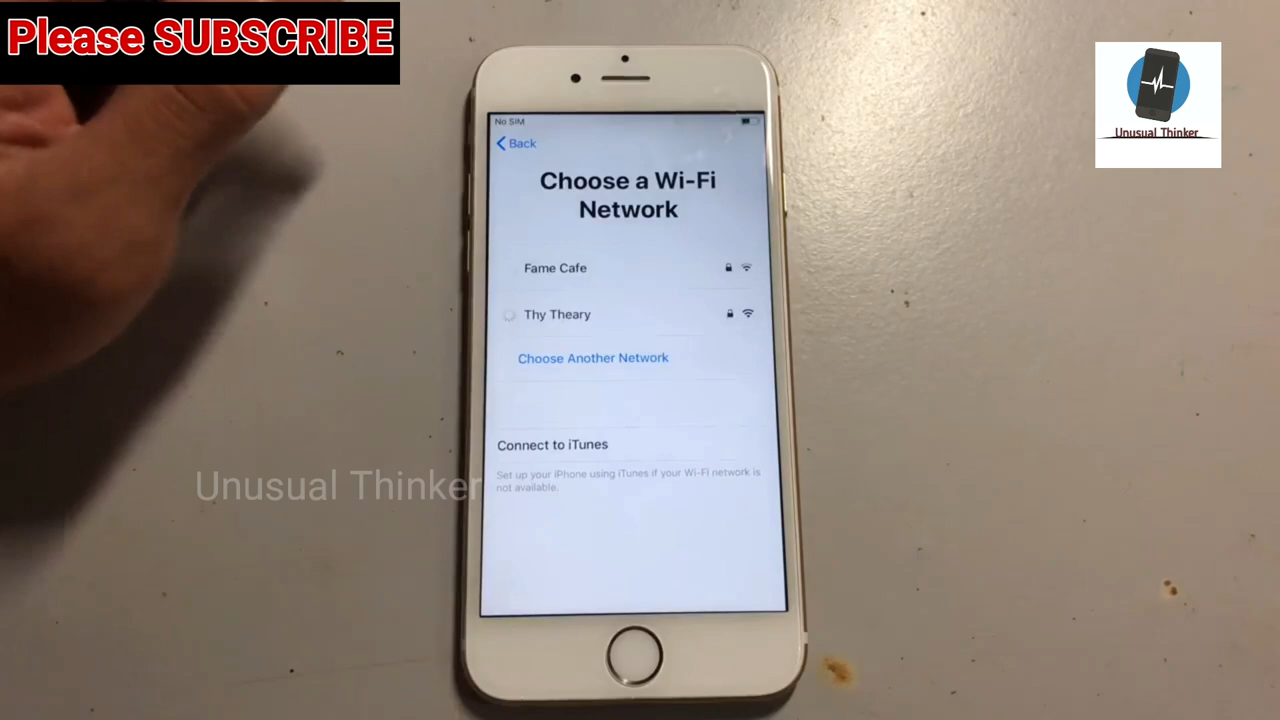 Please SUBSCRIBE
Unusual Thinker
No SIM
Back
Choose a Wi-Fi
Network
Fame Cafe
Thy Theary
Choose Another Network
Connect to iTunes
Set up your iPhone using iTunes if your Wi-Fi network is
not available.
Unusual Thinker